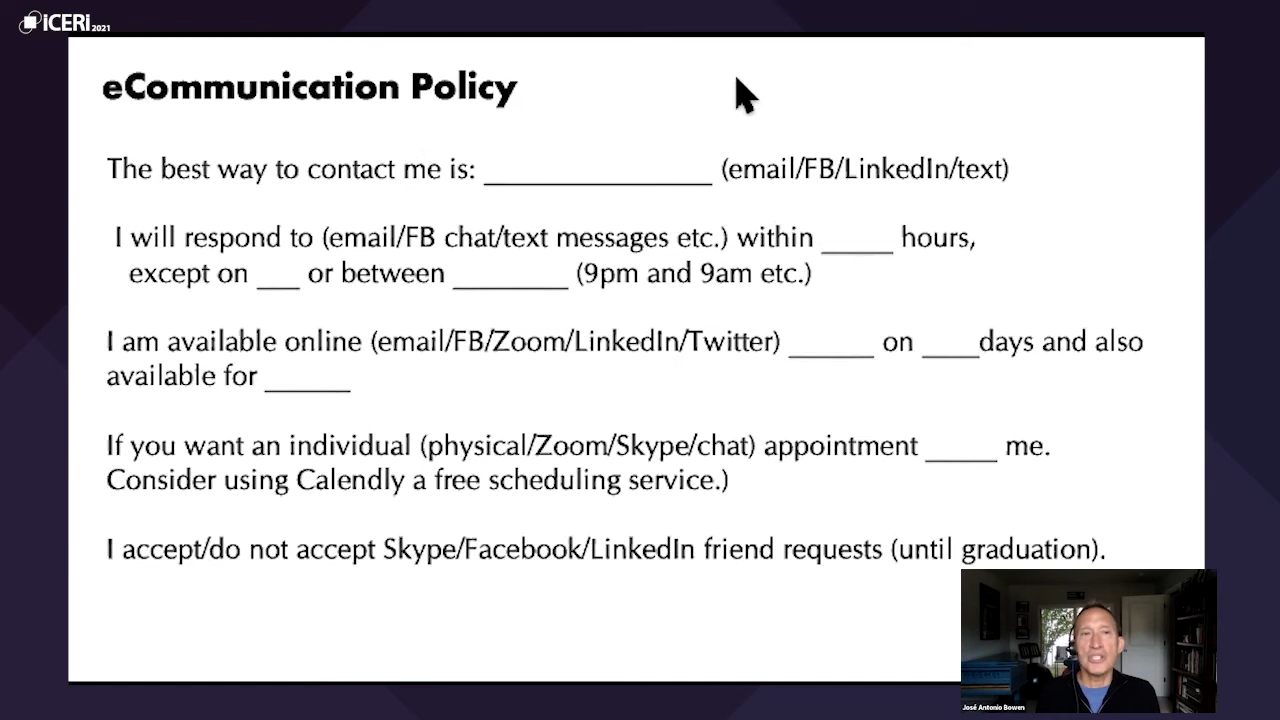 iCERi 2021
eCommunication Policy
The best way to contact me is: ________________ (email/FB/LinkedIn/text)
I will respond to (email/FB chat/text messages etc.) within _____ hours,
except on ___ or between ________ (9pm and 9am etc.)
I am available online (email/FB/Zoom/LinkedIn/Twitter) ______ on ____days and also
available for ______
If you want an individual (physical/Zoom/Skype/chat) appointment _____ me.
Consider using Calendly a free scheduling service.)
I accept/do not accept Skype/Facebook/LinkedIn friend requests (until graduation).
José Antonio Bowen